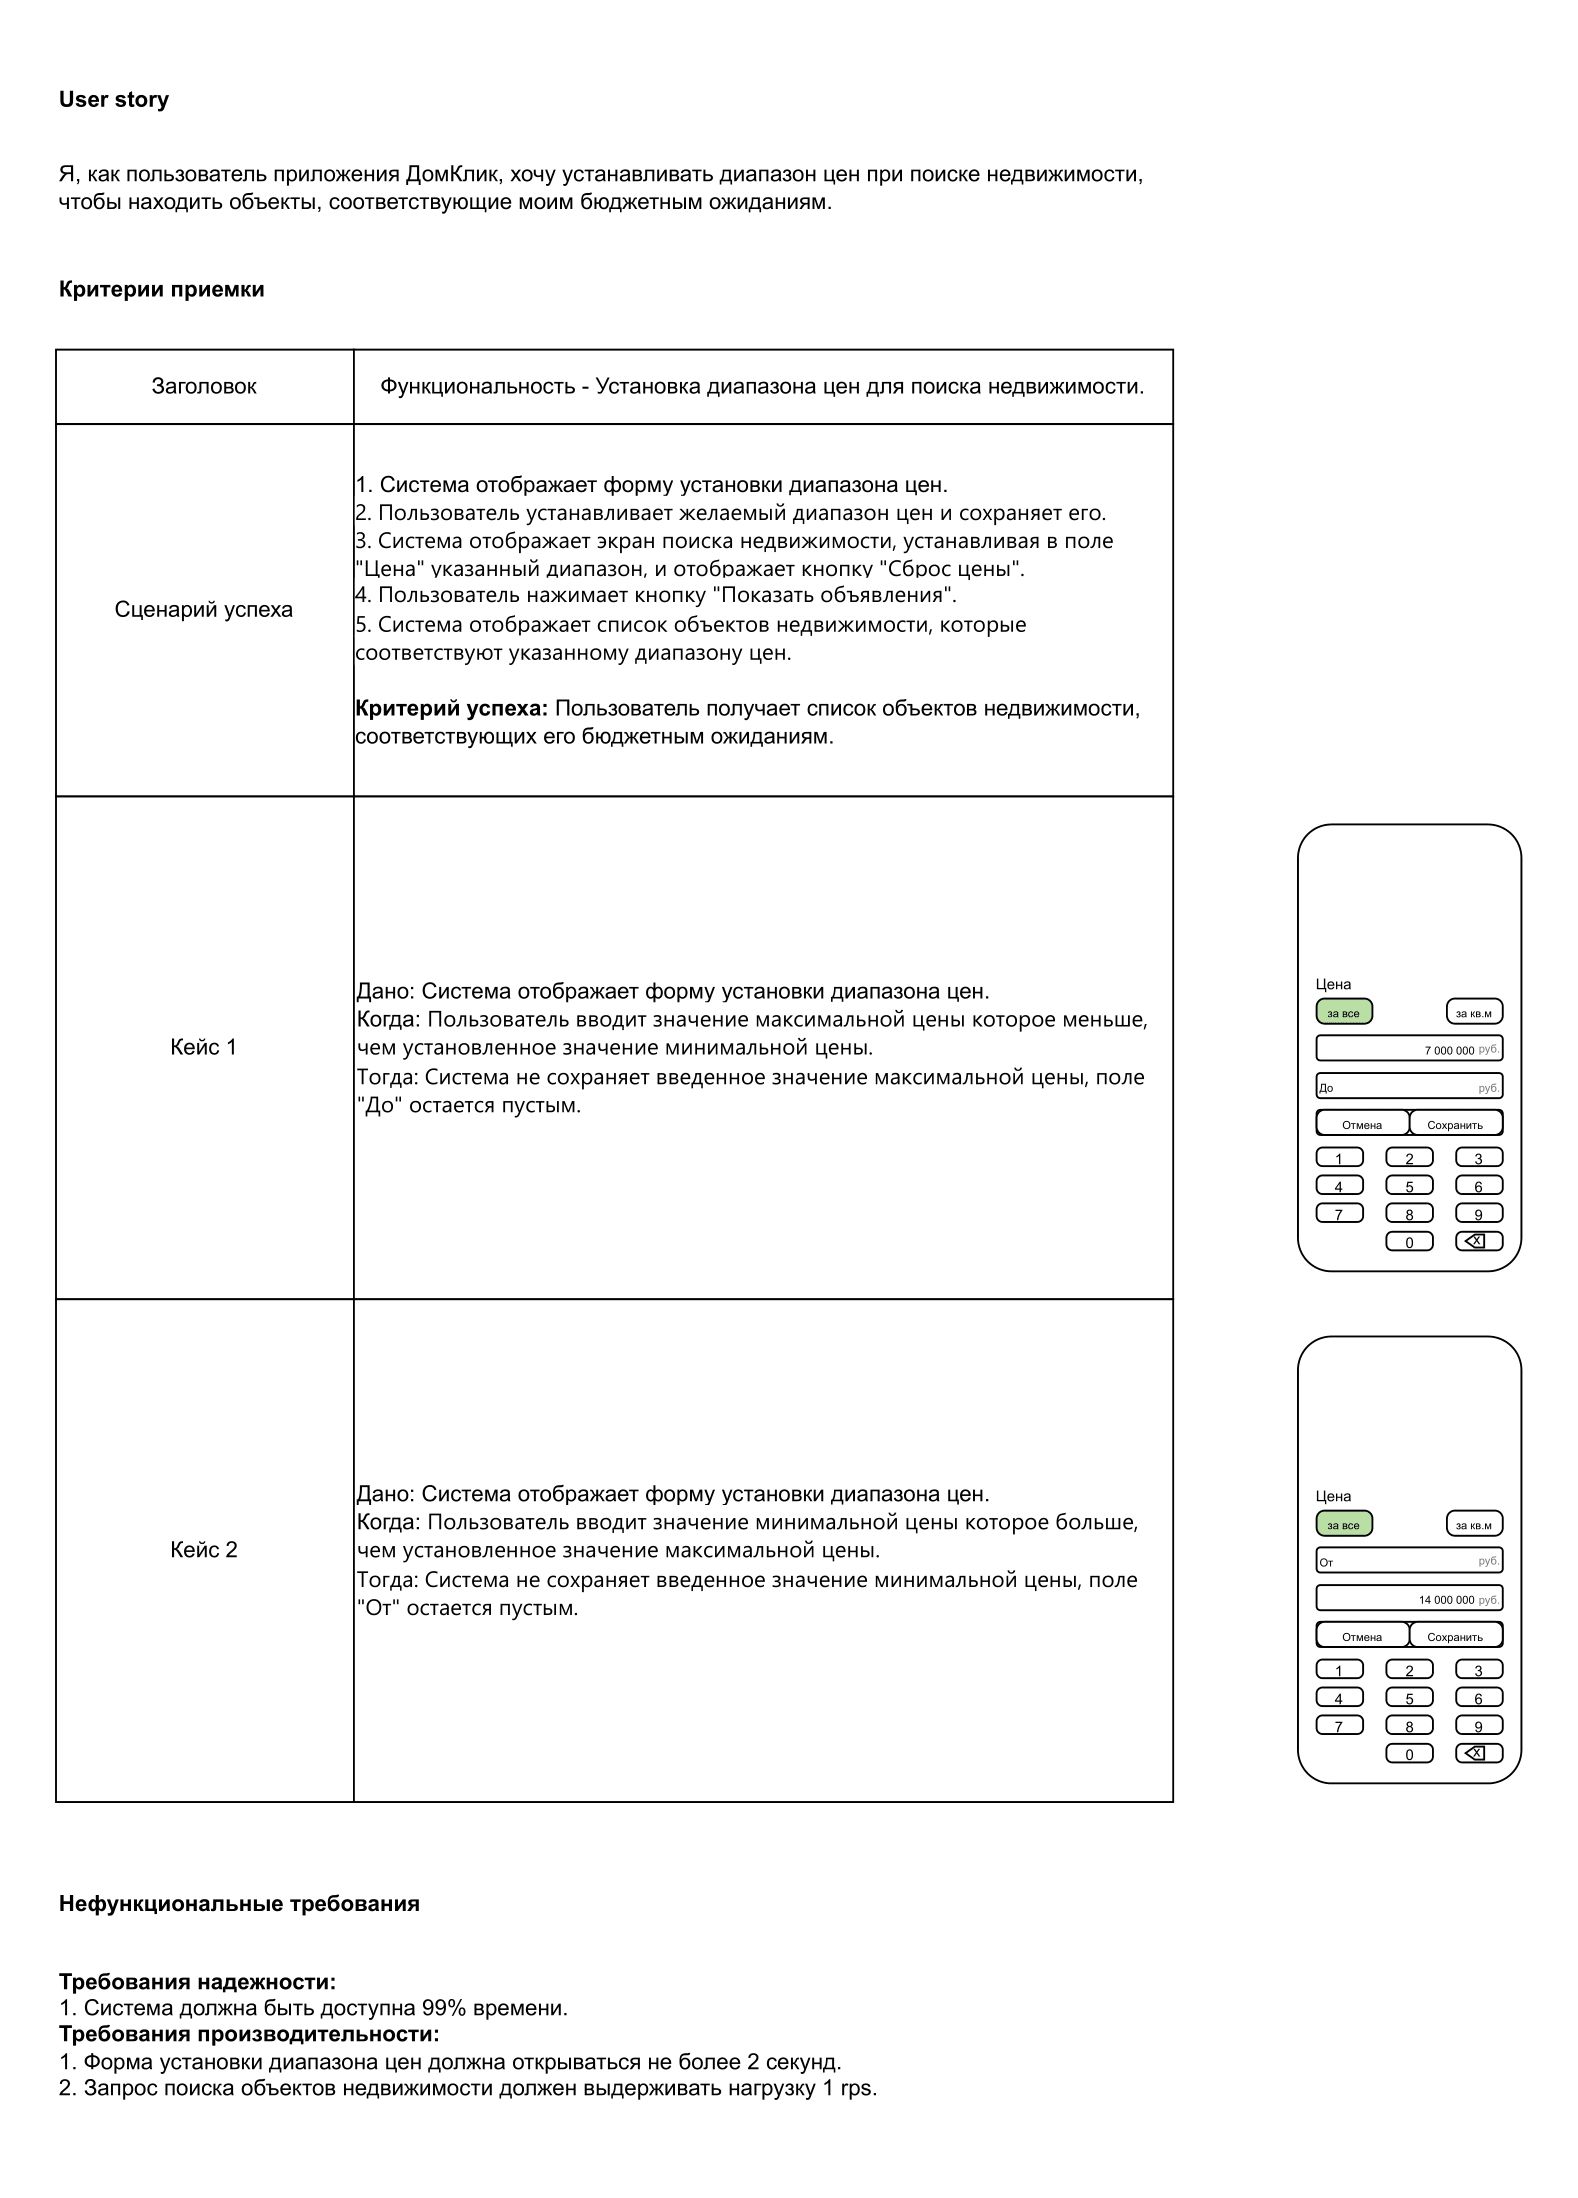 User story
Я, как пользователь приложения ДомКлик, хочу устанавливать диапазон цен при поиске недвижимости,
чтобы находить объекты, соответствующие моим бюджетным ожиданиям.
Критерии приемки
Заголовок
Функциональность - Установка диапазона цен для поиска недвижимости.
Сценарий успеха
1. Система отображает форму установки диапазона цен.
2. Пользователь устанавливает желаемый диапазон цен и сохраняет его.
3. Система отображает экран поиска недвижимости, устанавливая в поле
"Цена" указанный диапазон, и отображает кнопку "Сброс цены".
4. Пользователь нажимает кнопку "Показать объявления".
5. Система отображает список объектов недвижимости, которые
соответствуют указанному диапазону цен.
Критерий успеха: Пользователь получает список объектов недвижимости,
соответствующих его бюджетным ожиданиям.
Кейс 1
Дано: Система отображает форму установки диапазона цен.
Когда: Пользователь вводит значение максимальной цены которое меньше,
чем установленное значение минимальной цены.
Тогда: Система не сохраняет введенное значение максимальной цены, поле
"До" остается пустым.
Цена
за все
за кв.м
7 000 000 руб.
До руб.
Отмена
Сохранить
1 2 3
4 5 6
7 8 9
0 X
Кейс 2
Дано: Система отображает форму установки диапазона цен.
Когда: Пользователь вводит значение минимальной цены которое больше,
чем установленное значение максимальной цены.
Тогда: Система не сохраняет введенное значение минимальной цены, поле
"От" остается пустым.
Цена
за все
за кв.м
От руб.
14 000 000 руб.
Отмена
Сохранить
1 2 3
4 5 6
7 8 9
0 X
Нефункциональные требования
Требования надежности:
1. Система должна быть доступна 99% времени.
Требования производительности:
1. Форма установки диапазона цен должна открываться не более 2 секунд.
2. Запрос поиска объектов недвижимости должен выдерживать нагрузку 1 rps.